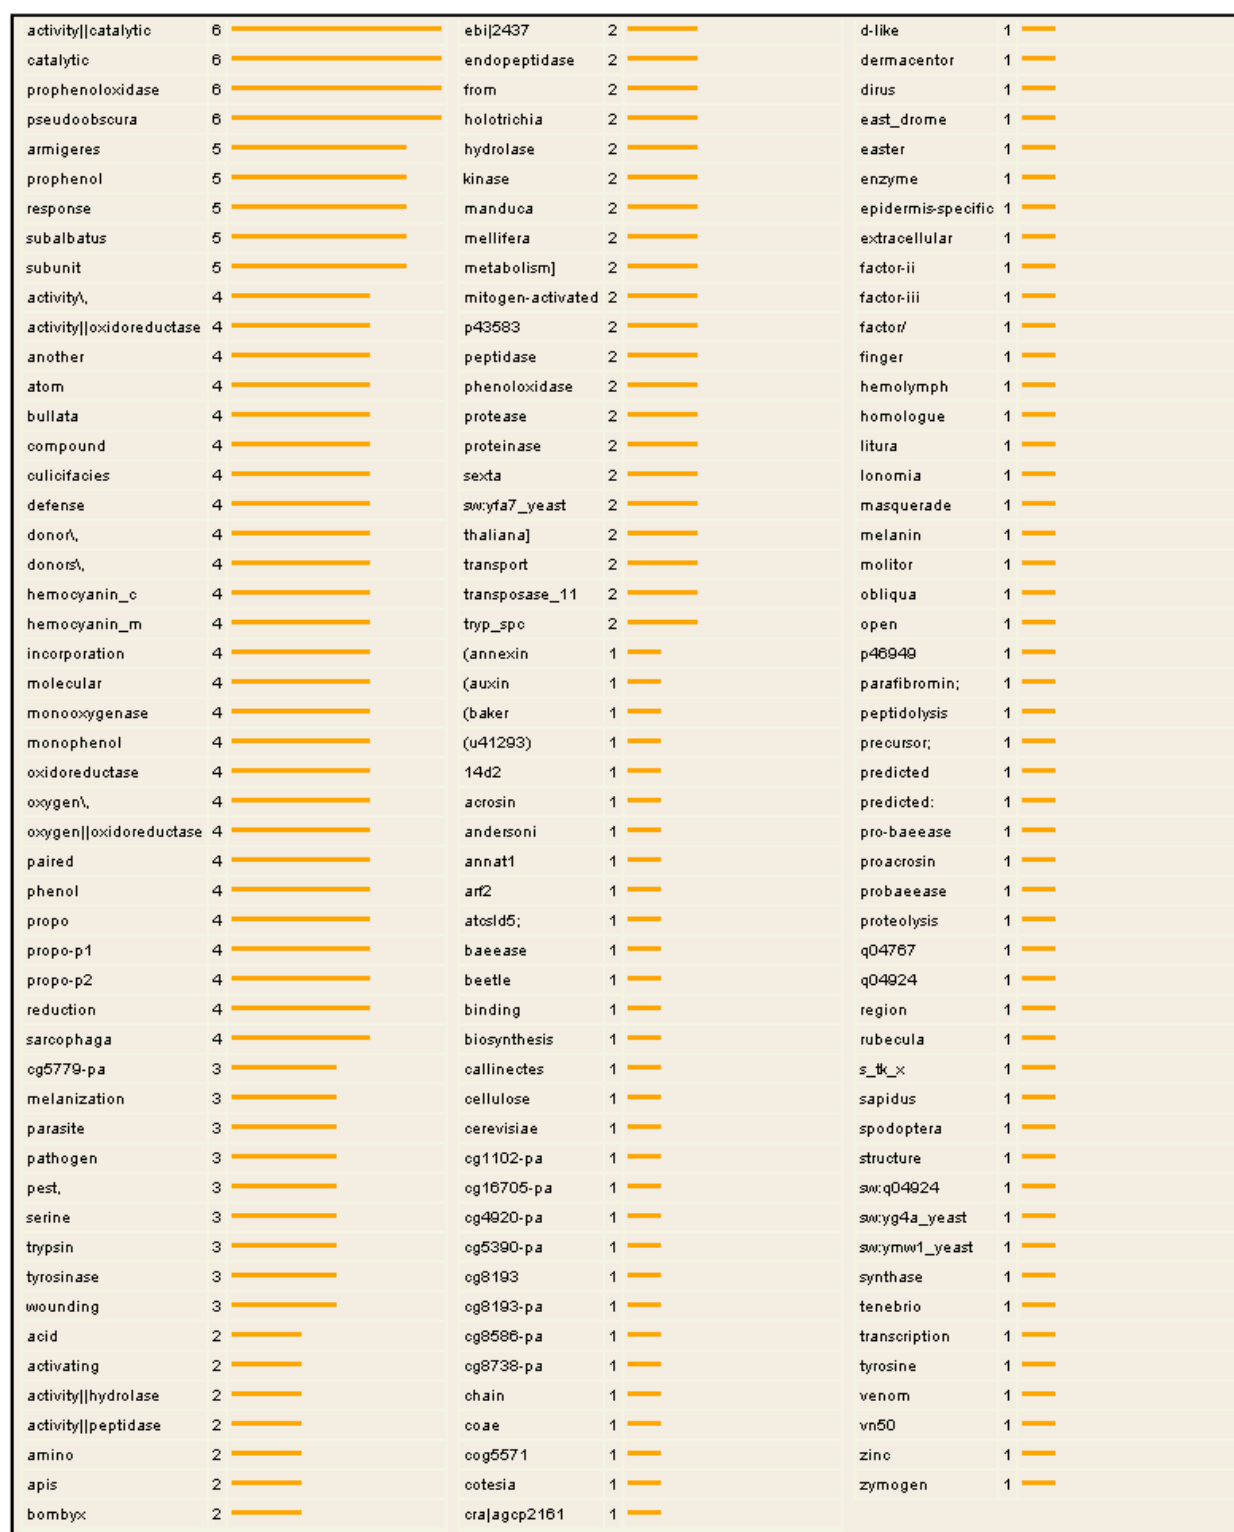 activity||catalytic 6
catalytic 6
prophenoloxidase 6
pseudoobscura 6
armigeres 5
prophenol 5
response 5
subalbatus 5
subunit 5
activity\, 4
activity||oxidoreductase 4
another 4
atom 4
bullata 4
compound 4
culicifacies 4
defense 4
donor\, 4
donors\, 4
hemocyanin_c 4
hemocyanin_m 4
incorporation 4
molecular 4
monooxygenase 4
monophenol 4
oxidoreductase 4
oxygen\, 4
oxygen||oxidoreductase 4
paired 4
phenol 4
propo 4
propo-p1 4
propo-p2 4
reduction 4
sarcophaga 4
cg5779-pa 3
melanization 3
parasite 3
pathogen 3
pest, 3
serine 3
trypsin 3
tyrosinase 3
wounding 3
acid 2
activating 2
activity||hydrolase 2
activity||peptidase 2
amino 2
apis 2
bombyx 2
ebi|2437 2
endopeptidase 2
from 2
holotrichia 2
hydrolase 2
kinase 2
manduca 2
mellifera 2
metabolism] 2
mitogen-activated 2
p43583 2
peptidase 2
phenoloxidase 2
protease 2
proteinase 2
sexta 2
sw:yfa7_yeast 2
thaliana] 2
transport 2
transposase_11 2
tryp_spc 2
(annexin 1
(auxin 1
(baker 1
(u41293) 1
14d2 1
acrosin 1
andersoni 1
annat1 1
arf2 1
atcsld5; 1
baeease 1
beetle 1
binding 1
biosynthesis 1
callinectes 1
cellulose 1
cerevisiae 1
cg1102-pa 1
cg16705-pa 1
cg4920-pa 1
cg5390-pa 1
cg8193 1
cg8193-pa 1
cg8586-pa 1
cg8738-pa 1
chain 1
coae 1
cog5571 1
cotesia 1
cra|agcp2161 1
d-like 1
dermacentor 1
dirus 1
east_drome 1
easter 1
enzyme 1
epidermis-specific 1
extracellular 1
factor-ii 1
factor-iii 1
factor/ 1
finger 1
hemolymph 1
homologue 1
litura 1
lonomia 1
masquerade 1
melanin 1
molitor 1
obliqua 1
open 1
p46949 1
parafibromin; 1
peptidolysis 1
precursor; 1
predicted 1
predicted: 1
pro-baeease 1
proacrosin 1
probaeease 1
proteolysis 1
q04767 1
q04924 1
region 1
rubecula 1
s_tk_x 1
sapidus 1
spodoptera 1
structure 1
sw:q04924 1
sw:yg4a_yeast 1
sw:ymw1_yeast 1
synthase 1
tenebrio 1
transcription 1
tyrosine 1
venom 1
vn50 1
zinc 1
zymogen 1